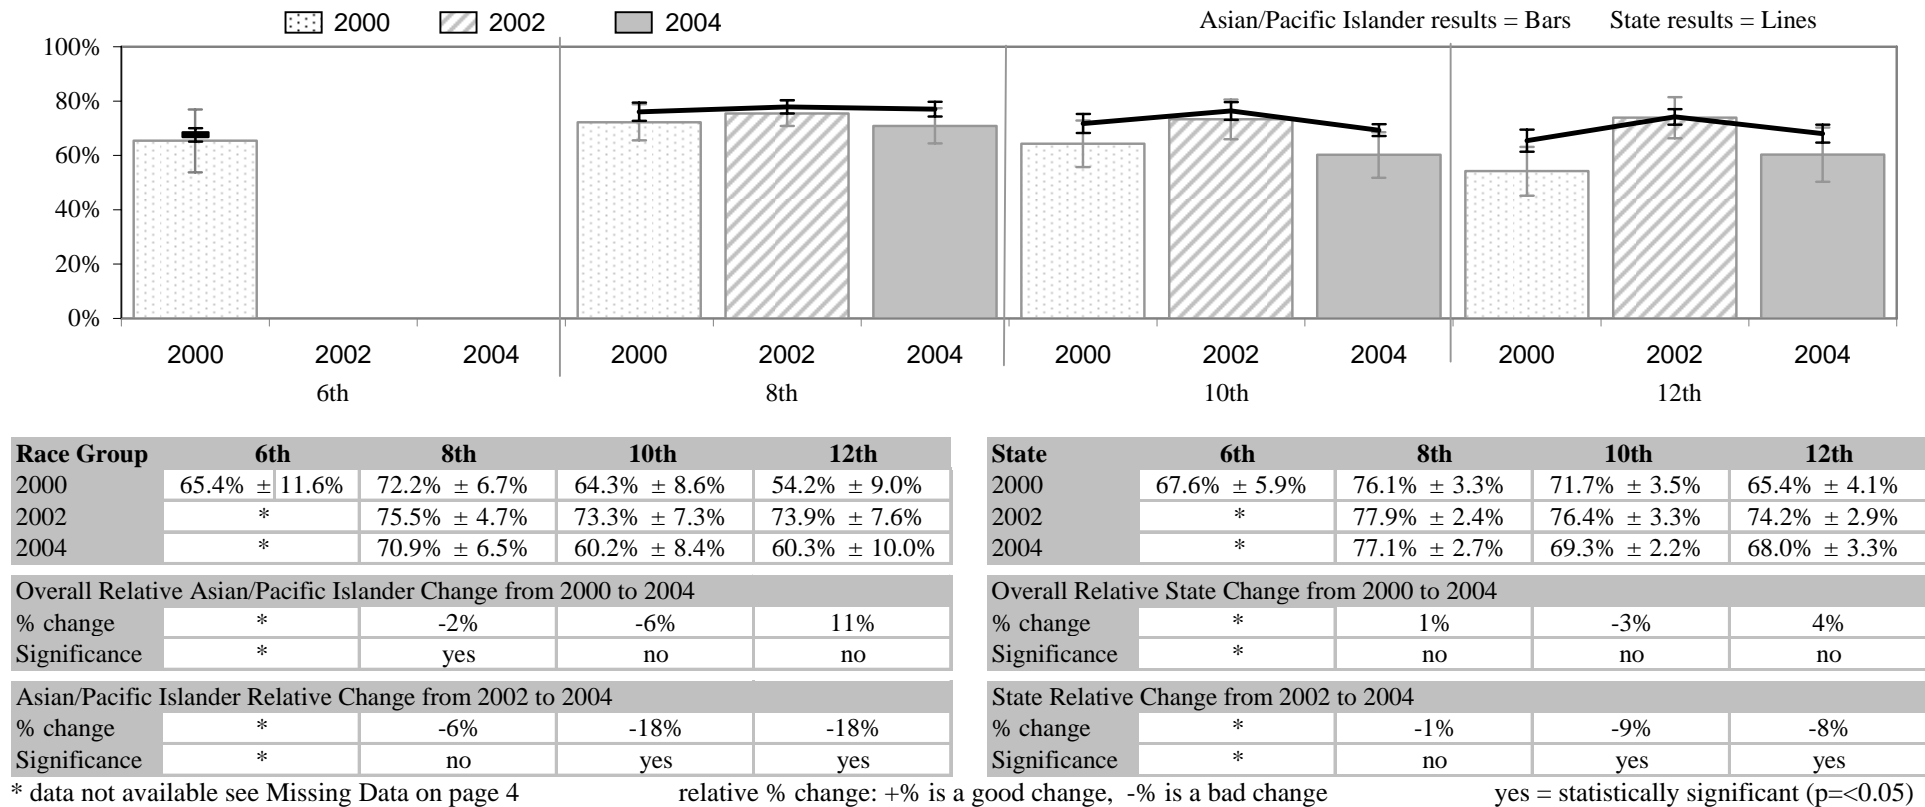 2000 2002 2004 Asian/Pacific Islander results = Bars State results = Lines
100%
80%
60%
40%
20%
0%
2000 2002 2004 2000 2002 2004 2000 2002 2004 2000 2002 2004
6th 8th 10th 12th
Race Group 6th 8th 10th 12th
2000 65.4% ± 11.6% 72.2% ± 6.7% 64.3% ± 8.6% 54.2% ± 9.0%
2002 * 75.5% ± 4.7% 73.3% ± 7.3% 73.9% ± 7.6%
2004 * 70.9% ± 6.5% 60.2% ± 8.4% 60.3% ± 10.0%
Overall Relative Asian/Pacific Islander Change from 2000 to 2004
% change * -2% -6% 11%
Significance * yes no no
Asian/Pacific Islander Relative Change from 2002 to 2004
% change * -6% -18% -18%
Significance * no yes yes
State 6th 8th 10th 12th
2000 67.6% ± 5.9% 76.1% ± 3.3% 71.7% ± 3.5% 65.4% ± 4.1%
2002 * 77.9% ± 2.4% 76.4% ± 3.3% 74.2% ± 2.9%
2004 * 77.1% ± 2.7% 69.3% ± 2.2% 68.0% ± 3.3%
Overall Relative State Change from 2000 to 2004
% change * 1% -3% 4%
Significance * no no no
State Relative Change from 2002 to 2004
% change * -1% -9% -8%
Significance * no yes yes
* data not available see Missing Data on page 4 relative % change: +% is a good change, -% is a bad change yes = statistically significant (p=<0.05)